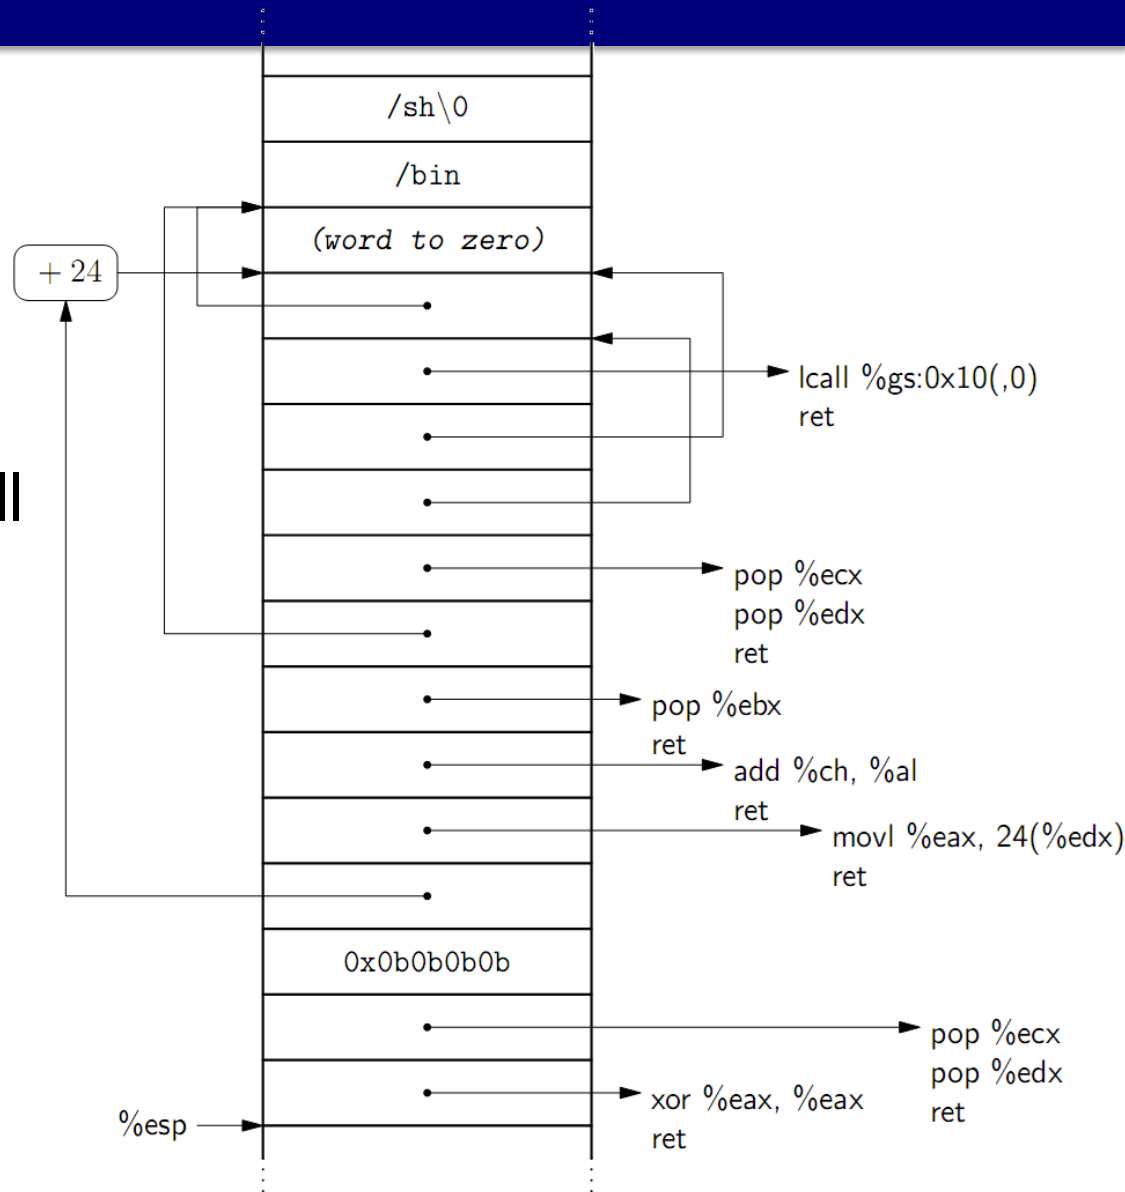 /sh\0
/bin
(word to zero)
+ 24
lcall %gs:0x10(,0)
ret
ll
pop %ecx
pop %edx
ret
pop %ebx
ret
add %ch, %al
ret
movl %eax, 24(%edx)
ret
0x0b0b0b0b
pop %ecx
pop %edx
ret
xor %eax, %eax
ret
%esp